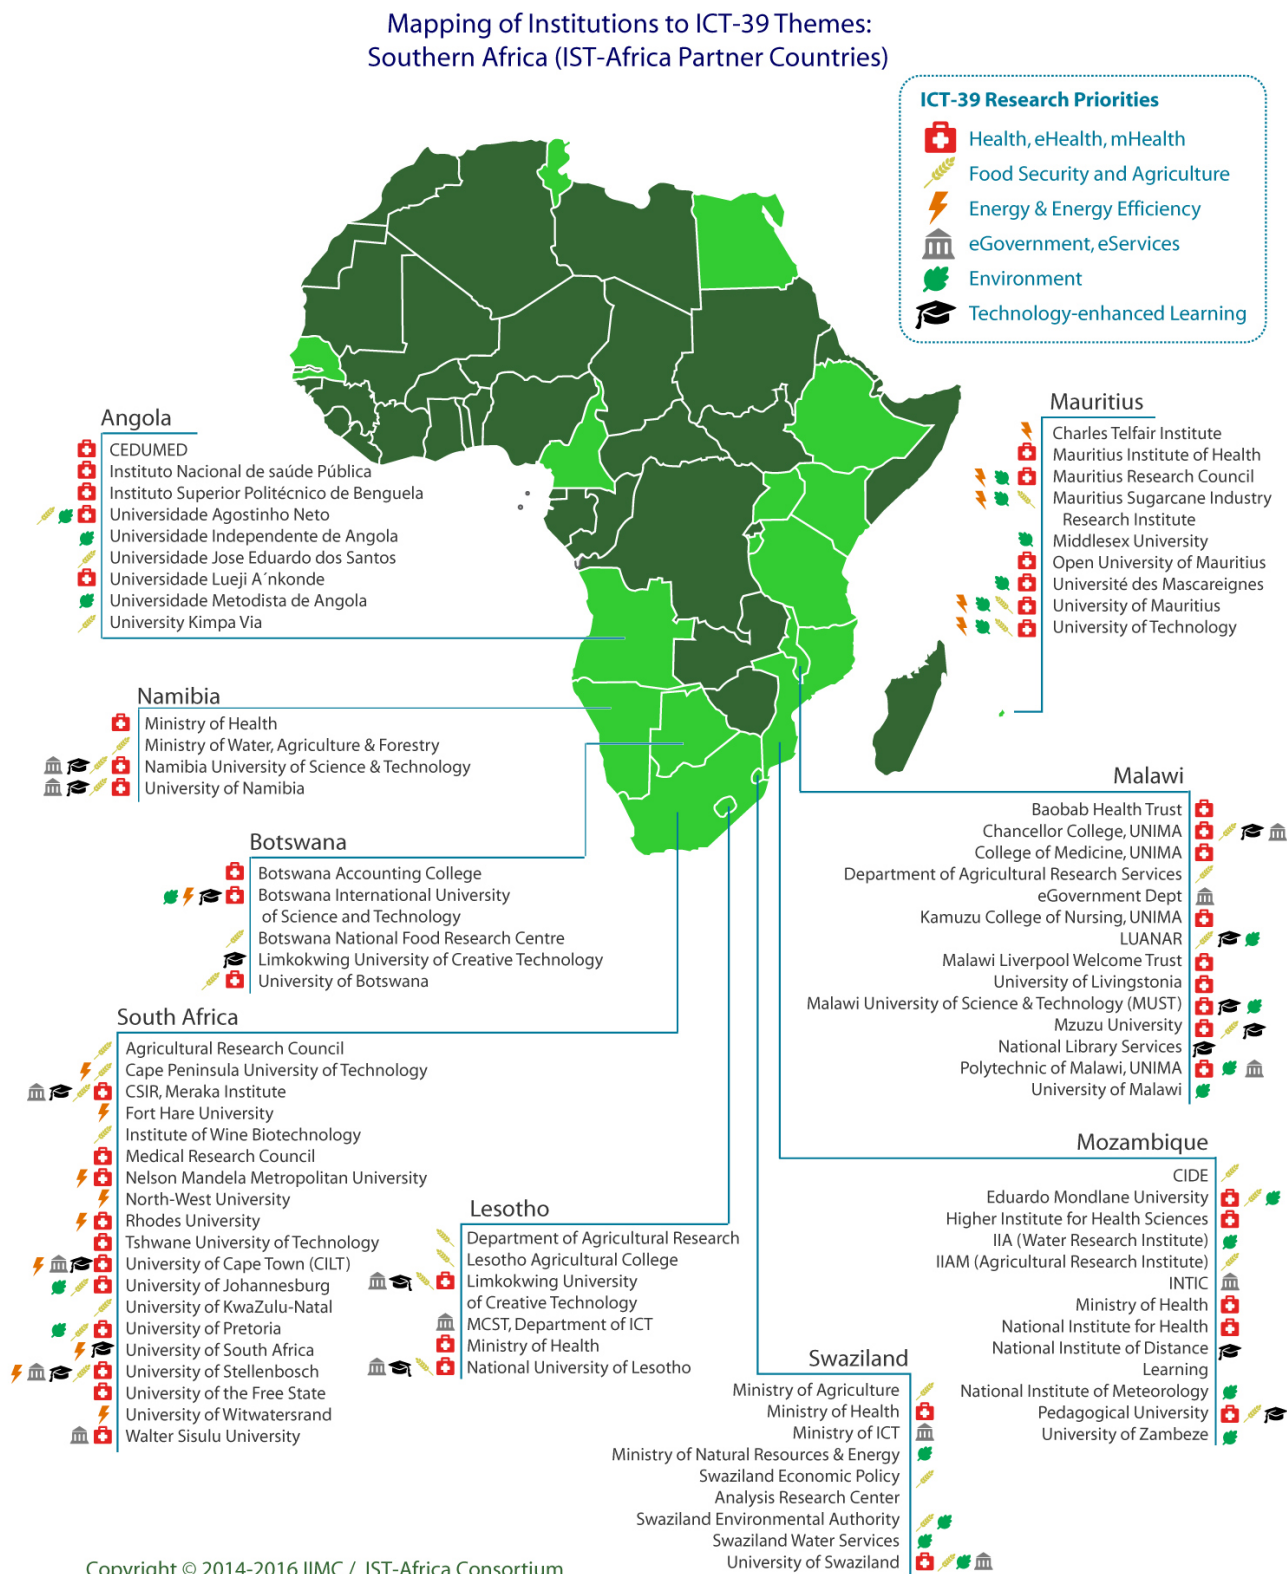 Mapping of Institutions to ICT-39 Themes:
Southern Africa (IST-Africa Partner Countries)
ICT-39 Research Priorities
Health, eHealth, mHealth
Food Security and Agriculture
Energy & Energy Efficiency
eGovernment, eServices
Environment
Technology-enhanced Learning
Angola
CEDUMED
Instituto Nacional de saúde Pública
Instituto Superior Politécnico de Benguela
Universidade Agostinho Neto
Universidade Independente de Angola
Universidade Jose Eduardo dos Santos
Universidade Lueji A´nkonde
Universidade Metodista de Angola
University Kimpa Via
Mauritius
Charles Telfair Institute
Mauritius Institute of Health
Mauritius Research Council
Mauritius Sugarcane Industry
Research Institute
Middlesex University
Open University of Mauritius
Université des Mascareignes
University of Mauritius
University of Technology
Namibia
Ministry of Health
Ministry of Water, Agriculture & Forestry
Namibia University of Science & Technology
University of Namibia
Botswana
Botswana Accounting College
Botswana International University
of Science and Technology
Botswana National Food Research Centre
Limkokwing University of Creative Technology
University of Botswana
Malawi
Baobab Health Trust
Chancellor College, UNIMA
College of Medicine, UNIMA
Department of Agricultural Research Services
eGovernment Dept
Kamuzu College of Nursing, UNIMA
LUANAR
Malawi Liverpool Welcome Trust
University of Livingstonia
Malawi University of Science & Technology (MUST)
Mzuzu University
National Library Services
Polytechnic of Malawi, UNIMA
University of Malawi
South Africa
Agricultural Research Council
Cape Peninsula University of Technology
CSIR, Meraka Institute
Fort Hare University
Institute of Wine Biotechnology
Medical Research Council
Nelson Mandela Metropolitan University
North-West University
Rhodes University
Tshwane University of Technology
University of Cape Town (CILT)
University of Johannesburg
University of KwaZulu-Natal
University of Pretoria
University of South Africa
University of Stellenbosch
University of the Free State
University of Witwatersrand
Walter Sisulu University
Lesotho
Department of Agricultural Research
Lesotho Agricultural College
Limkokwing University
of Creative Technology
MCST, Department of ICT
Ministry of Health
National University of Lesotho
Mozambique
CIDE
Eduardo Mondlane University
Higher Institute for Health Sciences
IIA (Water Research Institute)
IIAM (Agricultural Research Institute)
INTIC
Ministry of Health
National Institute for Health
National Institute of Distance
Learning
National Institute of Meteorology
Pedagogical University
University of Zambeze
Swaziland
Ministry of Agriculture
Ministry of Health
Ministry of ICT
Ministry of Natural Resources & Energy
Swaziland Economic Policy
Analysis Research Center
Swaziland Environmental Authority
Swaziland Water Services
University of Swaziland
Copyright © 2014-2016 IIMC / IST-Africa Consortium